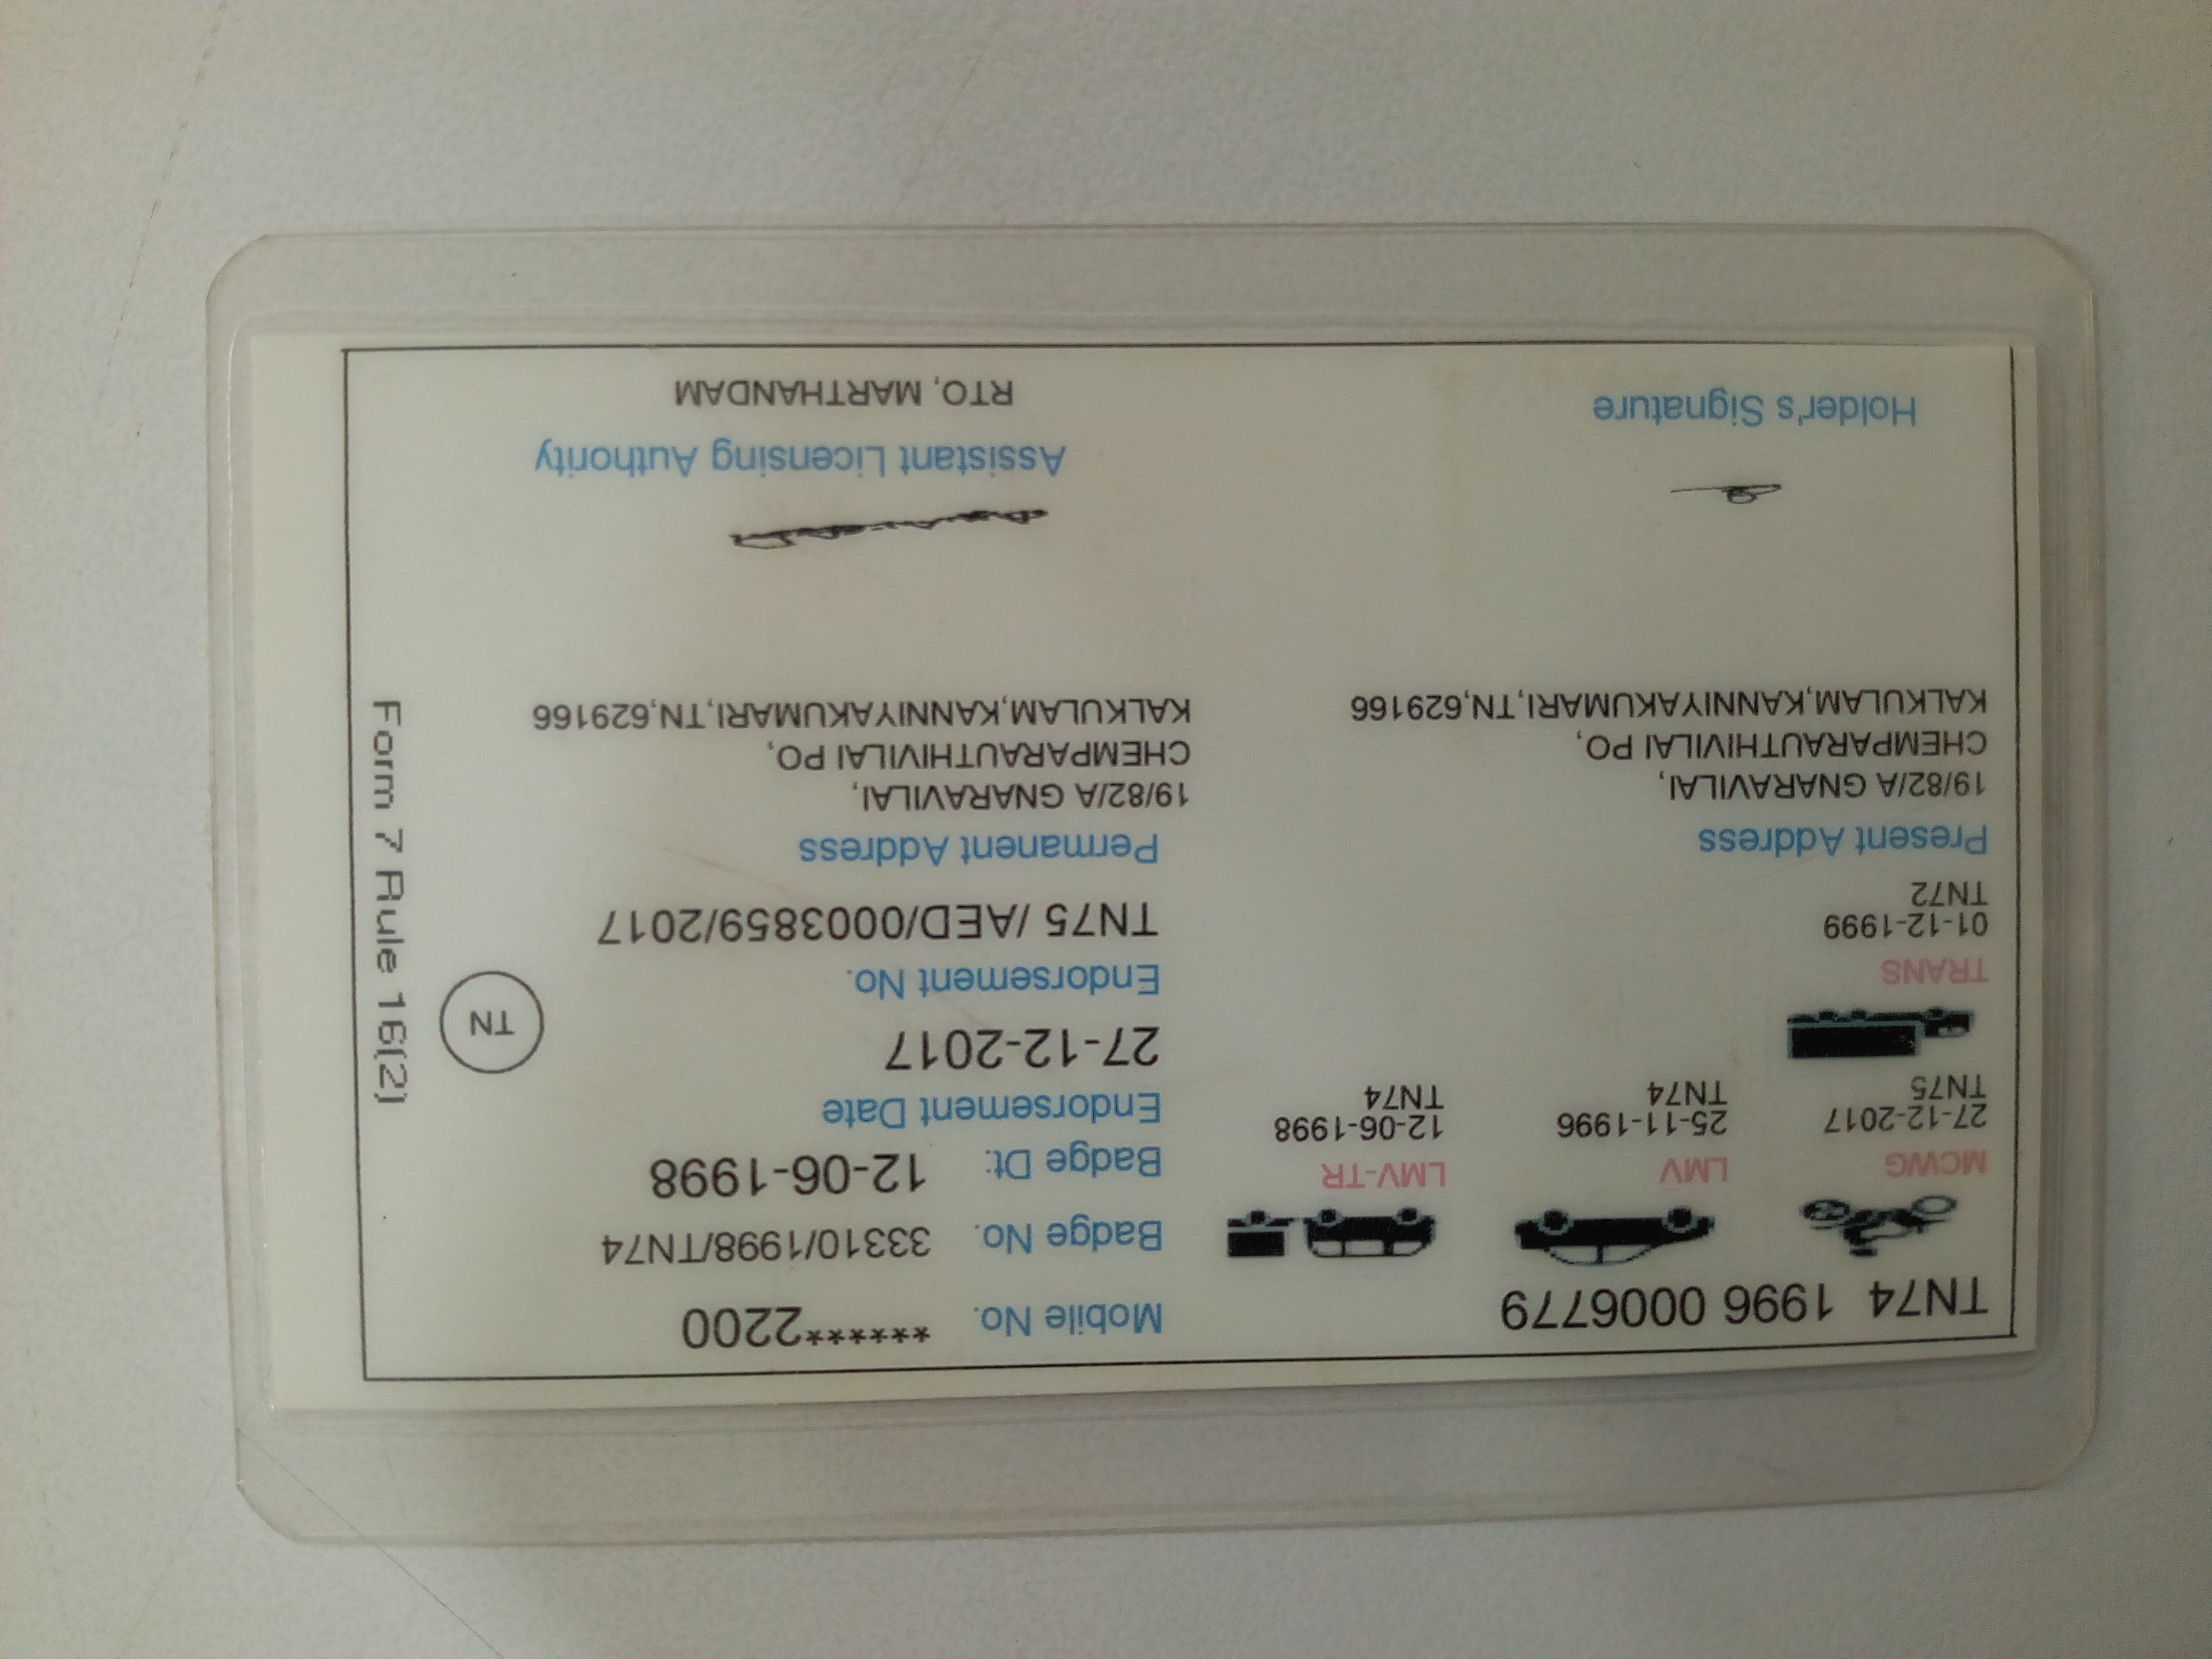 TN74 1996 0006779
MCWG
27-12-2017
TN75
LMV
25-11-1996
TN74
LMV-TR
12-06-1998
TN74
TRANS
01-12-1999
TN72
Present Address
19/82/A GNARAVILAI,
CHEMPARAUTHIVILAI PO,
KALKULAM,KANNIYAKUMARI,TN,629166
Holder's Signature
Mobile No. ******2200
Badge No. 33310/1998/TN74
Badge Dt: 12-06-1998
Endorsement Date
27-12-2017
Endorsement No.
TN75 /AED/0003859/2017
TN
Permanent Address
19/82/A GNARAVILAI,
CHEMPARAUTHIVILAI PO,
KALKULAM,KANNIYAKUMARI,TN,629166
Assistant Licensing Authority
RTO, MARTHANDAM
Form 7 Rule 16(2)